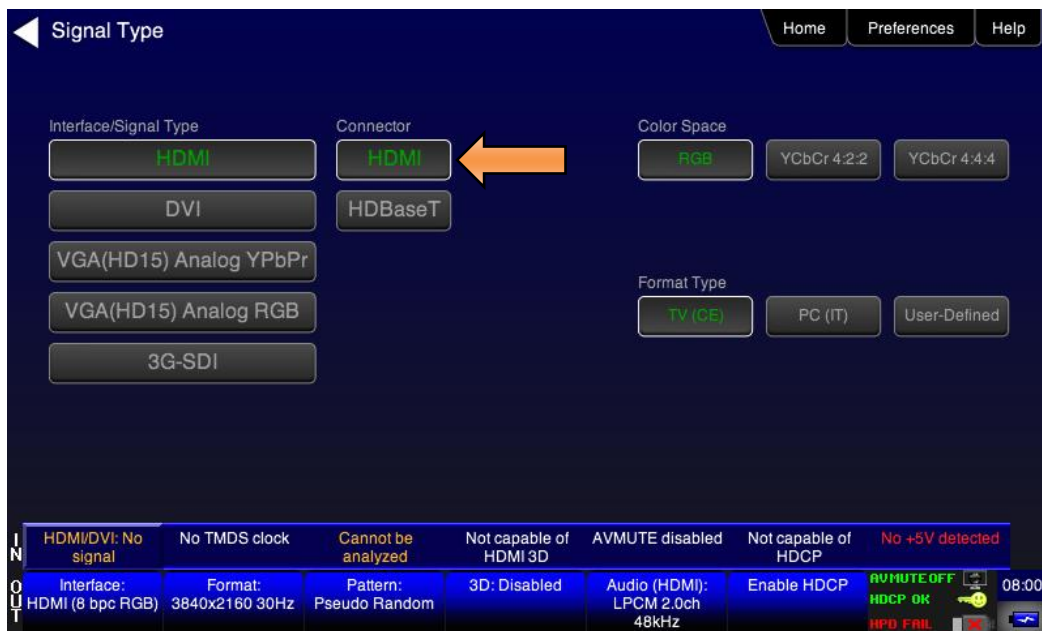 Signal Type
Home
Preferences
Help
Interface/Signal Type
Connector
Color Space
HDMI
HDMI
RGB
YCbCr 4:2:2
YCbCr 4:4:4
DVI
HDBaseT
VGA(HD15) Analog YPbPr
Format Type
VGA(HD15) Analog RGB
TV (CE)
PC (IT)
User-Defined
3G-SDI
IN
HDMI/DVI: No
signal
No TMDS clock
Cannot be
analyzed
Not capable of
HDMI 3D
AVMUTE disabled
Not capable of
HDCP
No +5V detected
OUT
Interface:
HDMI (8 bpc RGB)
Format:
3840x2160 30Hz
Pattern:
Pseudo Random
3D: Disabled
Audio (HDMI):
LPCM 2.0ch
48kHz
Enable HDCP
AVMUTEOFF
HDCP OK
HPD FAIL
08:00